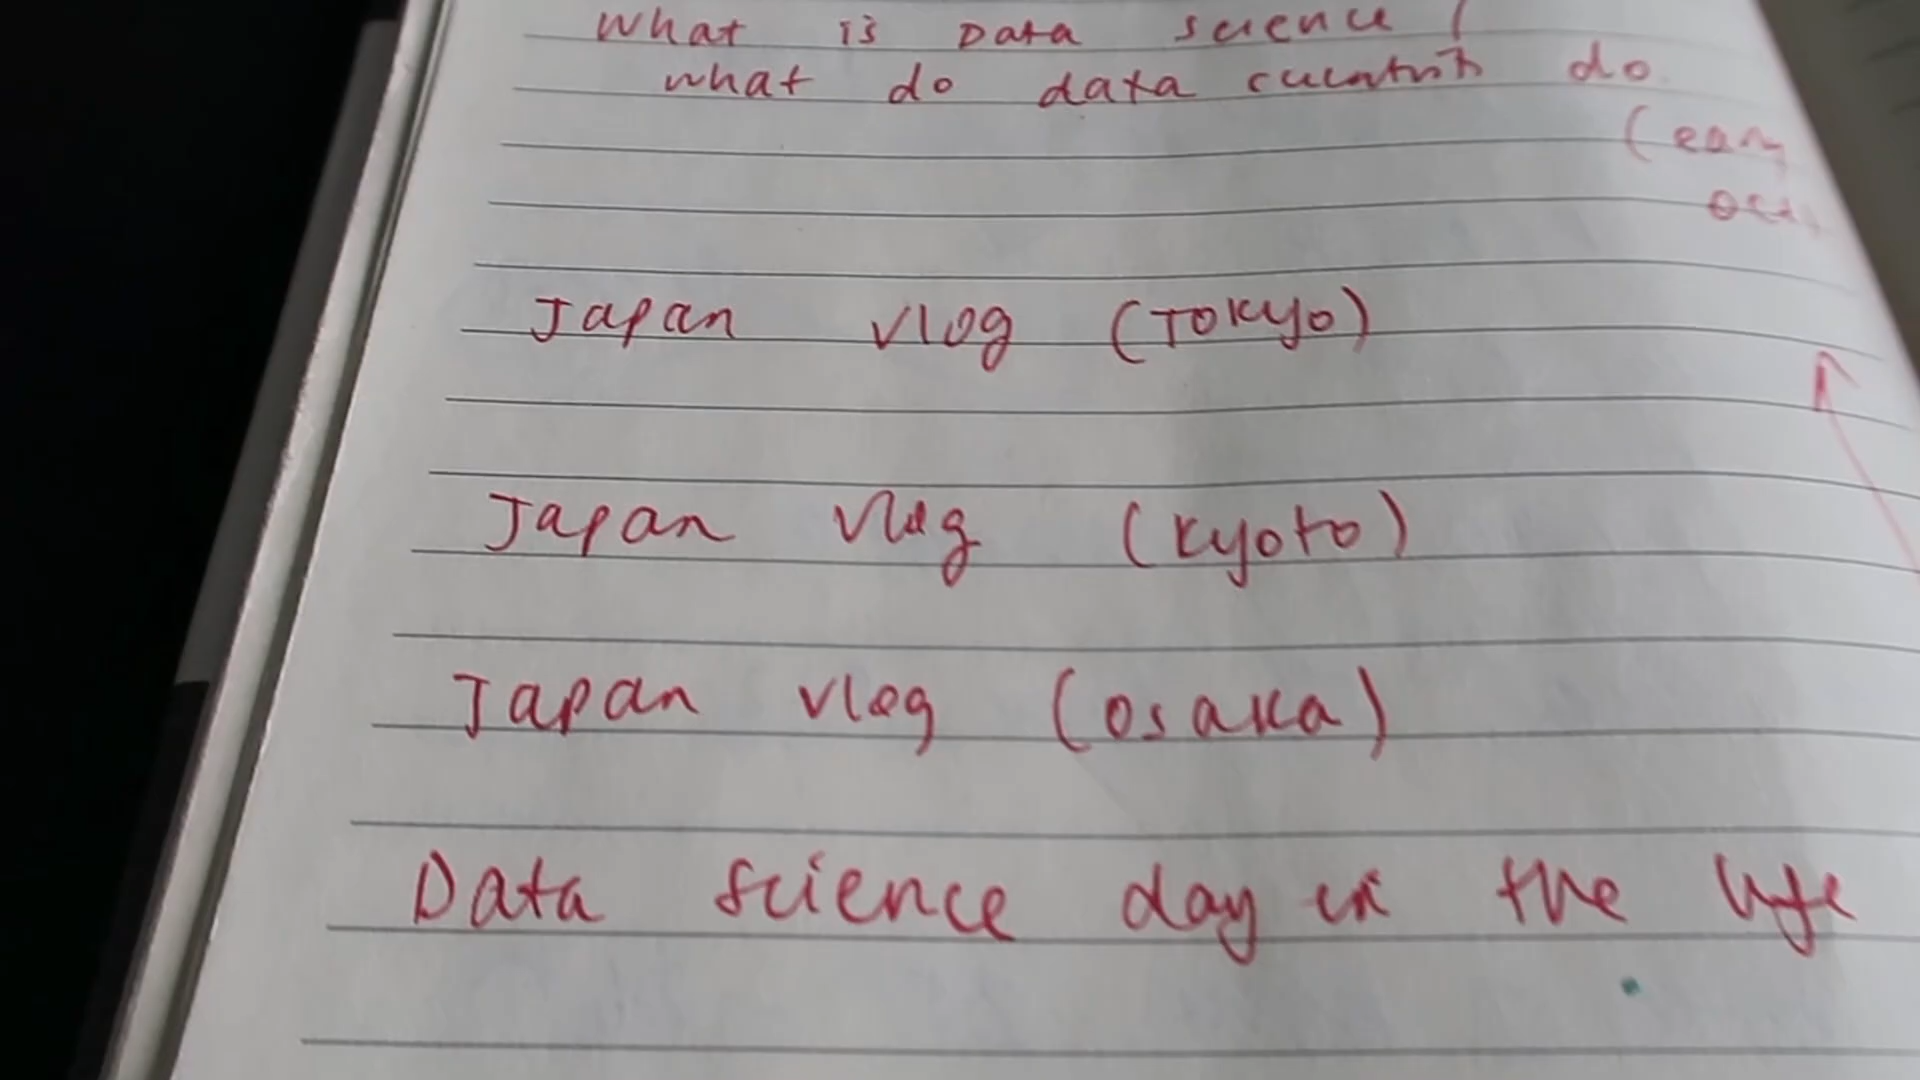 What is Data science /
what do data scientists do
(early
Japan vlog (Tokyo)
Japan vlog (Kyoto)
Japan vlog (Osaka)
Data science day in the life